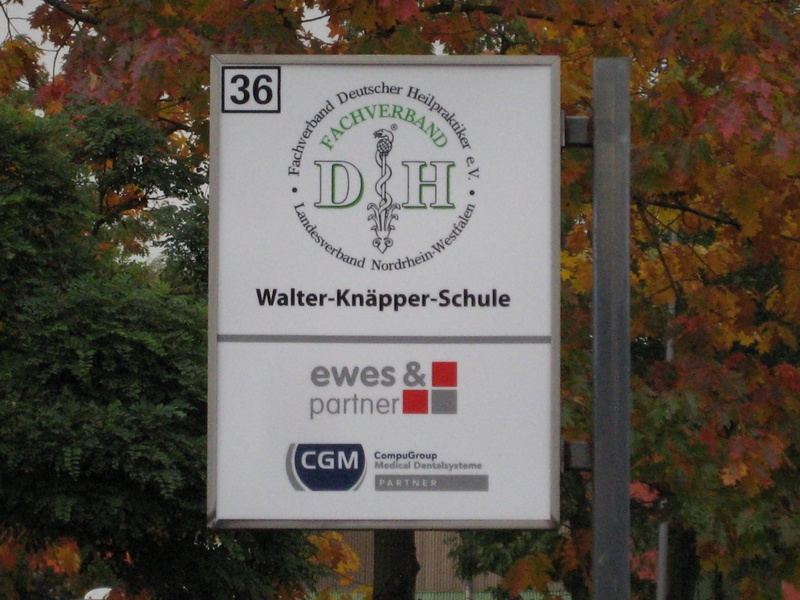 36
Fachverband Deutscher Heilpraktiker e.V.
FACHVERBAND
®
DH
Landesverband Nordrhein-Westfalen
Walter-Knäpper-Schule
ewes &
partner
CGM
CompuGroup
Medical Dentalsysteme
PARTNER